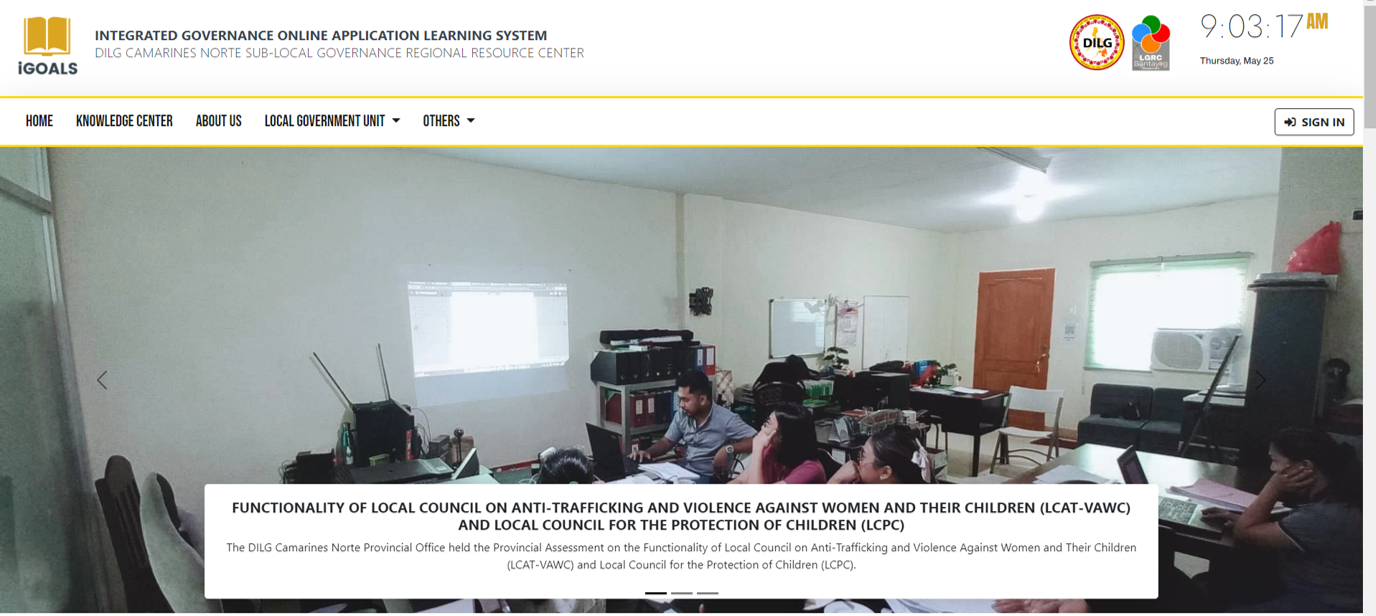 iGOALS
INTEGRATED GOVERNANCE ONLINE APPLICATION LEARNING SYSTEM
DILG CAMARINES NORTE SUB-LOCAL GOVERNANCE REGIONAL RESOURCE CENTER
DILG
LGRC
Bantayog
9:03:17AM
Thursday, May 25
HOME
KNOWLEDGE CENTER
ABOUT US
LOCAL GOVERNMENT UNIT
OTHERS
SIGN IN
FUNCTIONALITY OF LOCAL COUNCIL ON ANTI-TRAFFICKING AND VIOLENCE AGAINST WOMEN AND THEIR CHILDREN (LCAT-VAWC)
AND LOCAL COUNCIL FOR THE PROTECTION OF CHILDREN (LCPC)
The DILG Camarines Norte Provincial Office held the Provincial Assessment on the Functionality of Local Council on Anti-Trafficking and Violence Against Women and Their Children
(LCAT-VAWC) and Local Council for the Protection of Children (LCPC).